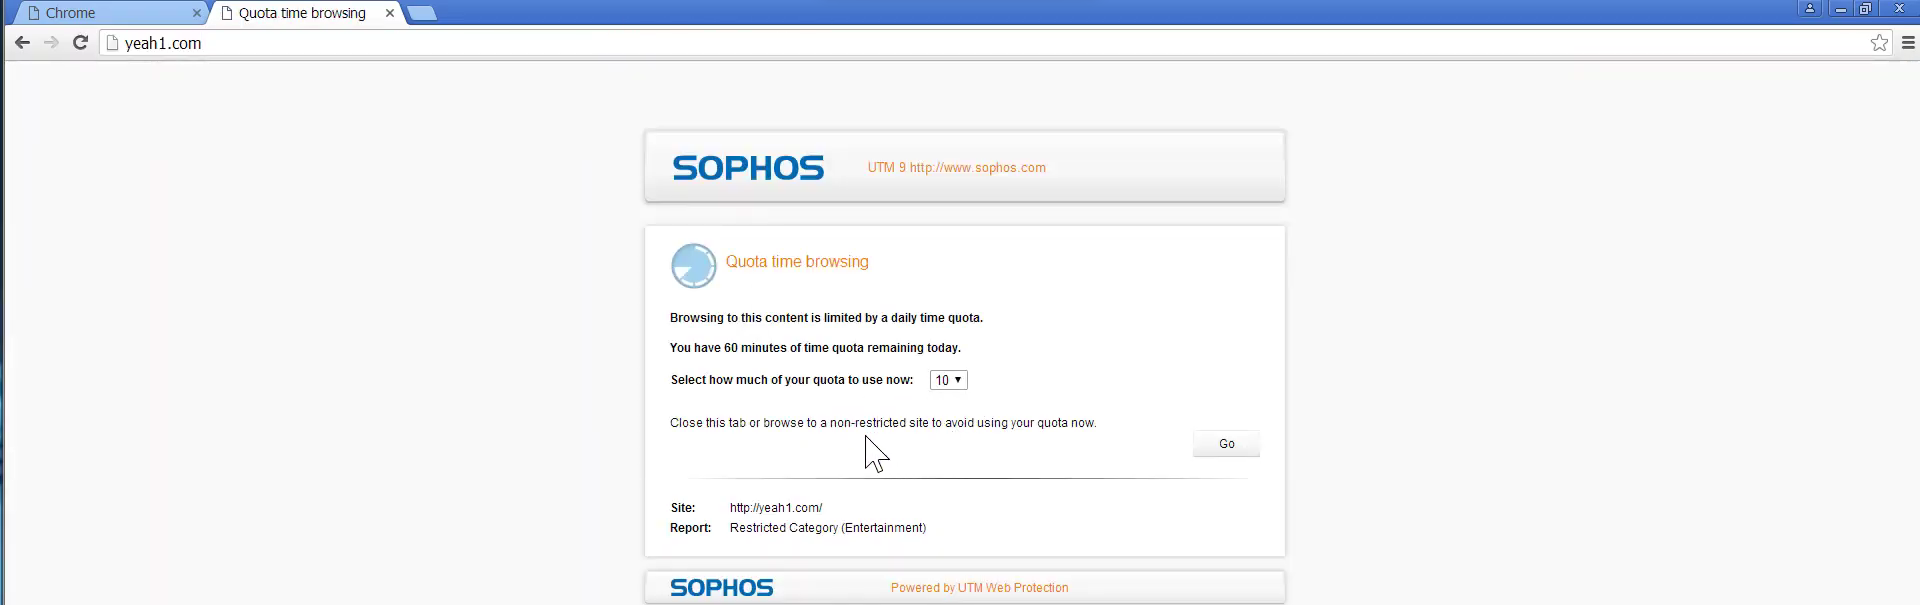 Chrome
Quota time browsing
yeah1.com
SOPHOS
UTM 9 http://www.sophos.com
Quota time browsing
Browsing to this content is limited by a daily time quota.
You have 60 minutes of time quota remaining today.
Select how much of your quota to use now: 10
Close this tab or browse to a non-restricted site to avoid using your quota now.
Go
Site: http://yeah1.com/
Report: Restricted Category (Entertainment)
SOPHOS
Powered by UTM Web Protection